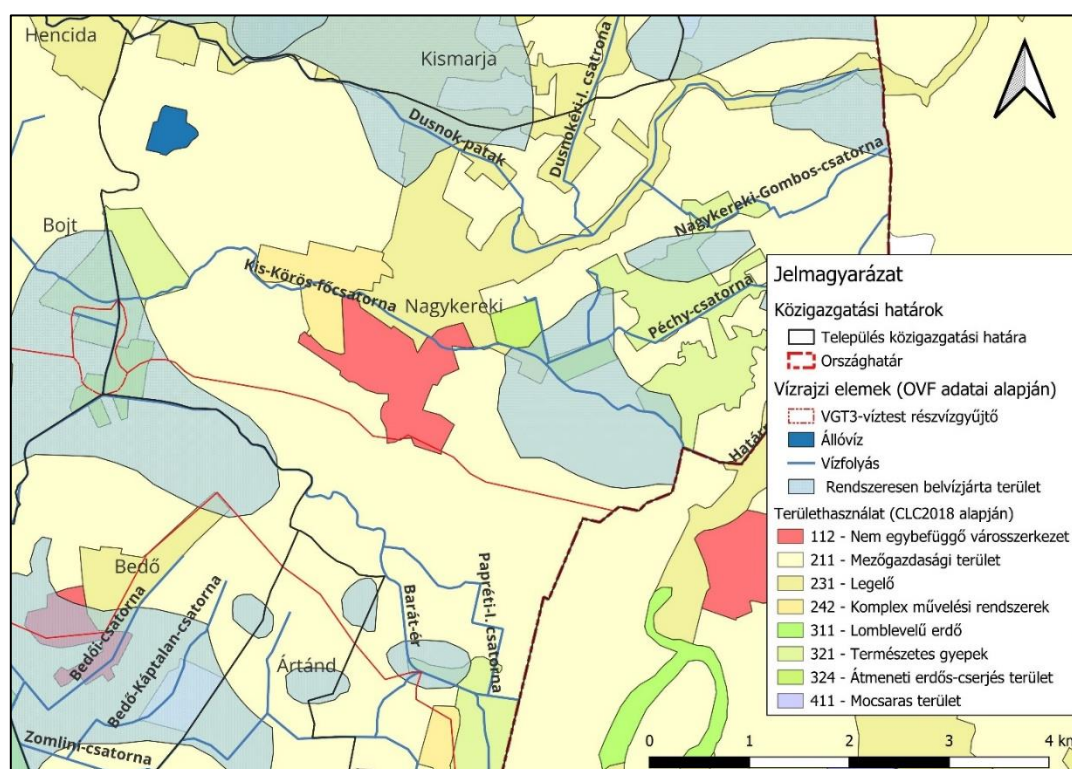 Hencida
Kismarja
Dusnok-patak
Dusnokéri-I. csatrona
Nagykereki-Gombos-csatorna
Bojt
Kis-Körös-főcsatorna
Nagykereki
Péchy-csatorna
Bedő
Bedői-csatorna
Bedő-Káptalan-csatorna
Ártánd
Barát-ér
Papréti-I. csatorna
Zomlini-csatorna
Jelmagyarázat
Közigazgatási határok
Település közigazgatási határa
Országhatár
Vízrajzi elemek (OVF adatai alapján)
VGT3-víztest részvízgyűjtő
Állóvíz
Vízfolyás
Rendszeresen belvízjárta terület
Területhasználat (CLC2018 alapján)
112 - Nem egybefüggő városszerkezet
211 - Mezőgazdasági terület
231 - Legelő
242 - Komplex művelési rendszerek
311 - Lomblevelű erdő
321 - Természetes gyepek
324 - Átmeneti erdős-cserjés terület
411 - Mocsaras terület
0 1 2 3 4 km